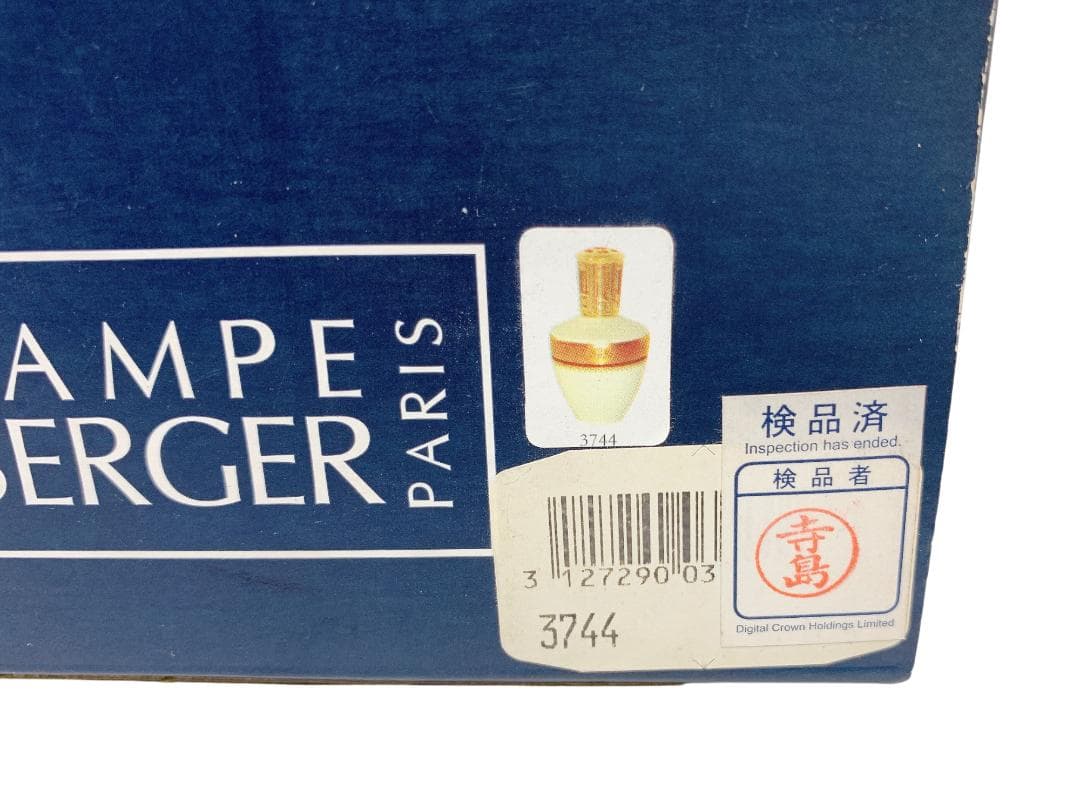 AMPE
BERGER
PARIS
3744
検品済
Inspection has ended.
検品者
寺島
Digital Crown Holdings Limited
3 127290 03
3744